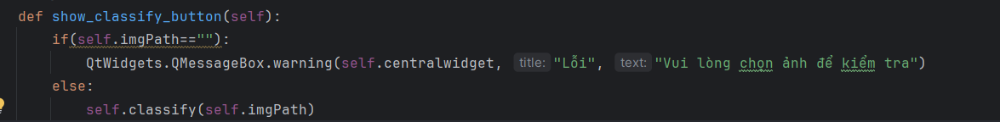 def show_classify_button(self):
if(self.imgPath==""):
QtWidgets.QMessageBox.warning(self.centralwidget, title: "Lỗi", text: "Vui lòng chọn ảnh để kiểm tra")
else:
self.classify(self.imgPath)